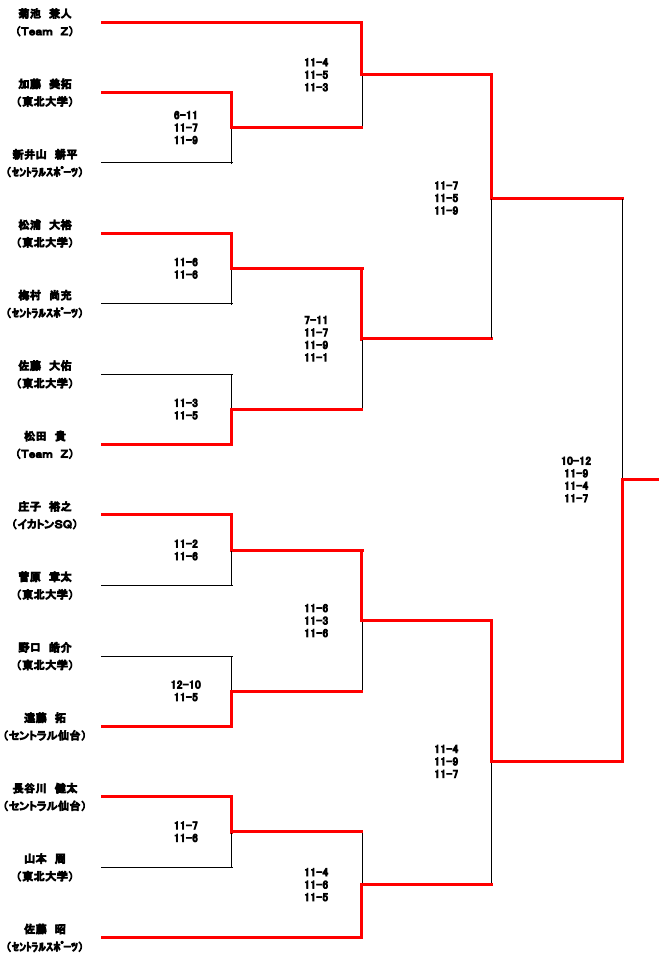 菊池　兼人
(Team Z)
11-4
11-5
11-3
加藤　美拓
(東北大学)
6-11
11-7
11-9
新井山　耕平
(セントラルスポーツ)
11-7
11-5
11-9
松浦　大裕
(東北大学)
11-6
11-6
梅村　尚充
(セントラルスポーツ)
7-11
11-7
11-9
11-1
佐藤　大佑
(東北大学)
11-3
11-5
松田　貴
(Team Z)
10-12
11-9
11-4
11-7
庄子　裕之
(イカトンSQ)
11-2
11-6
菅原　章太
(東北大学)
11-6
11-3
11-6
野口　皓介
(東北大学)
12-10
11-5
遠藤　拓
(セントラル仙台)
11-4
11-9
11-7
長谷川　健太
(セントラル仙台)
11-7
11-6
山本　周
(東北大学)
11-4
11-6
11-5
佐藤　昭
(セントラルスポーツ)